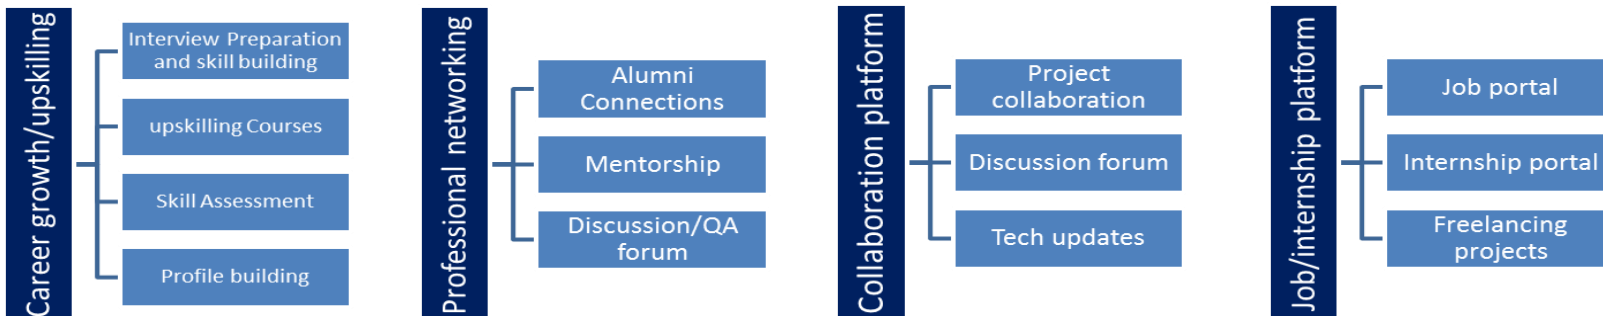 Career growth/upskilling
Interview Preparation
and skill building
upskilling Courses
Skill Assessment
Profile building
Professional networking
Alumni
Connections
Mentorship
Discussion/QA
forum
Collaboration platform
Project
collaboration
Discussion forum
Tech updates
Job/internship platform
Job portal
Internship portal
Freelancing
projects